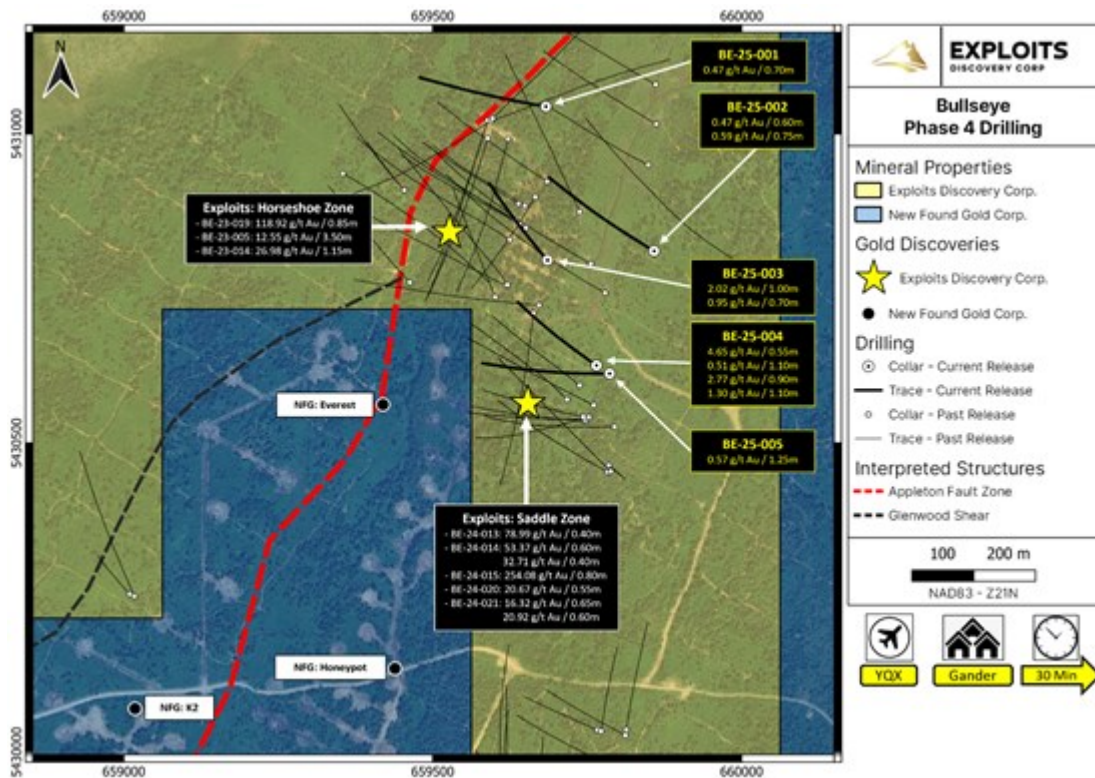 659000 659500 660000
N
5431000
5430500
5430000
BE-25-001
0.47 g/t Au / 0.70m
BE-25-002
0.47 g/t Au / 0.60m
0.59 g/t Au / 0.75m
Exploits: Horseshoe Zone
- BE-23-019: 118.92 g/t Au / 0.85m
- BE-23-005: 12.55 g/t Au / 3.50m
- BE-23-014: 26.98 g/t Au / 1.15m
BE-25-003
2.02 g/t Au / 1.00m
0.95 g/t Au / 0.70m
BE-25-004
4.65 g/t Au / 0.55m
0.51 g/t Au / 1.10m
2.77 g/t Au / 0.90m
1.30 g/t Au / 1.10m
NFG: Everest
BE-25-005
0.57 g/t Au / 1.25m
Exploits: Saddle Zone
- BE-24-013: 78.99 g/t Au / 0.40m
- BE-24-014: 53.37 g/t Au / 0.60m
32.71 g/t Au / 0.40m
- BE-24-015: 254.08 g/t Au / 0.80m
- BE-24-020: 20.67 g/t Au / 0.55m
- BE-24-021: 16.32 g/t Au / 0.65m
20.92 g/t Au / 0.60m
NFG: Honeypot
NFG: K2
659000 659500 660000
EXPLOITS
DISCOVERY CORP
Bullseye
Phase 4 Drilling
Mineral Properties
Exploits Discovery Corp.
New Found Gold Corp.
Gold Discoveries
Exploits Discovery Corp.
New Found Gold Corp.
Drilling
Collar - Current Release
Trace - Current Release
Collar - Past Release
Trace - Past Release
Interpreted Structures
Appleton Fault Zone
Glenwood Shear
100 200 m
NAD83 - Z21N
YQX Gander 30 Min